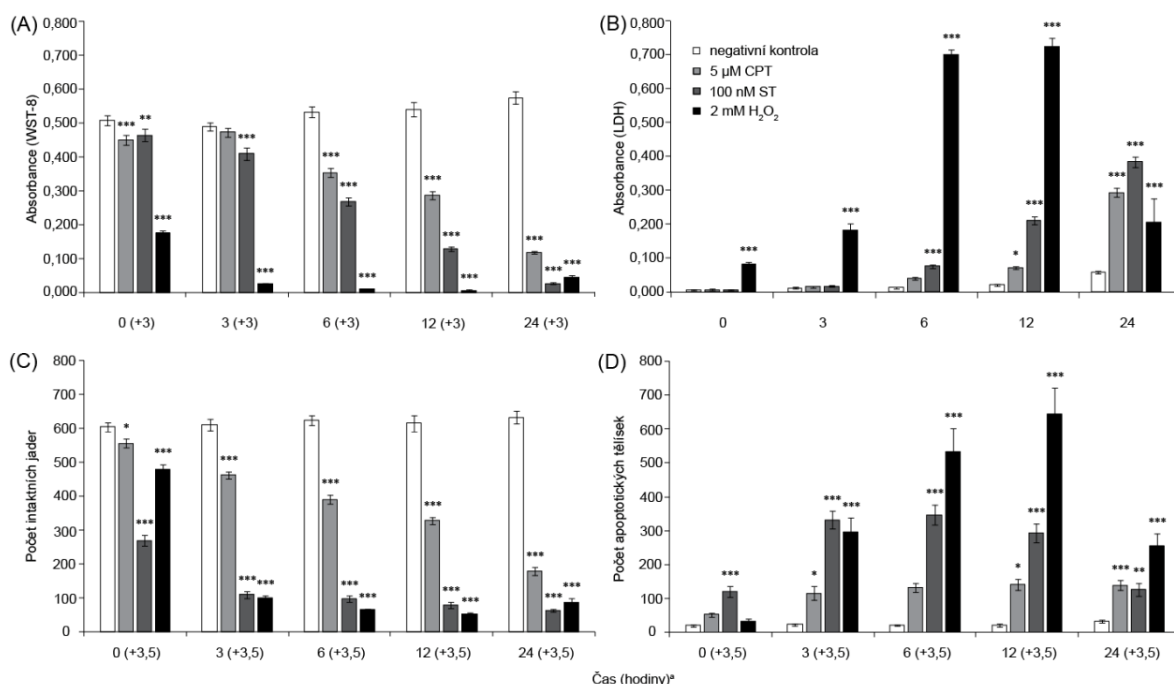 (A)
Absorbance (WST-8)
0,800
0,700
0,600
0,500
0,400
0,300
0,200
0,100
0,000
*** ** ***
*** ***
*** *** ***
*** *** ***
*** *** ***
0 (+3) 3 (+3) 6 (+3) 12 (+3) 24 (+3)
(B)
Absorbance (LDH)
0,800
0,700
0,600
0,500
0,400
0,300
0,200
0,100
0,000
negativní kontrola
5 µM CPT
100 nM ST
2 mM H₂O₂
***
***
*** ***
* *** ***
*** *** ***
0 3 6 12 24
(C)
Počet intaktních jader
800
700
600
500
400
300
200
100
0
* *** ***
*** *** ***
*** *** ***
*** *** ***
*** *** ***
0 (+3,5) 3 (+3,5) 6 (+3,5) 12 (+3,5) 24 (+3,5)
(D)
Počet apoptotických tělísek
800
700
600
500
400
300
200
100
0
***
* *** ***
*** ***
* *** ***
*** ** ***
0 (+3,5) 3 (+3,5) 6 (+3,5) 12 (+3,5) 24 (+3,5)
Čas (hodiny)ª